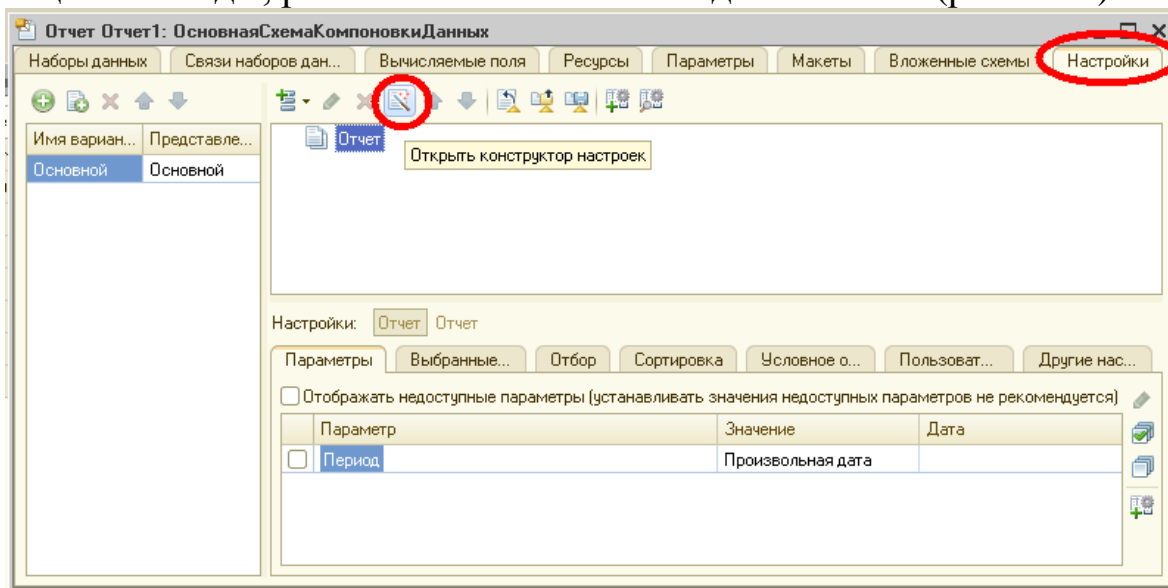 Отчет Отчет1: ОсновнаяСхемаКомпоновкиДанных
Наборы данных Связи наборов дан... Вычисляемые поля Ресурсы Параметры Макеты Вложенные схемы Настройки
Имя вариан... Представле...
Основной Основной
Отчет
Открыть конструктор настроек
Настройки: Отчет Отчет
Параметры Выбранные... Отбор Сортировка Условное о... Пользоват... Другие нас...
Отображать недоступные параметры (устанавливать значения недоступных параметров не рекомендуется)
Параметр Значение Дата
Период Произвольная дата